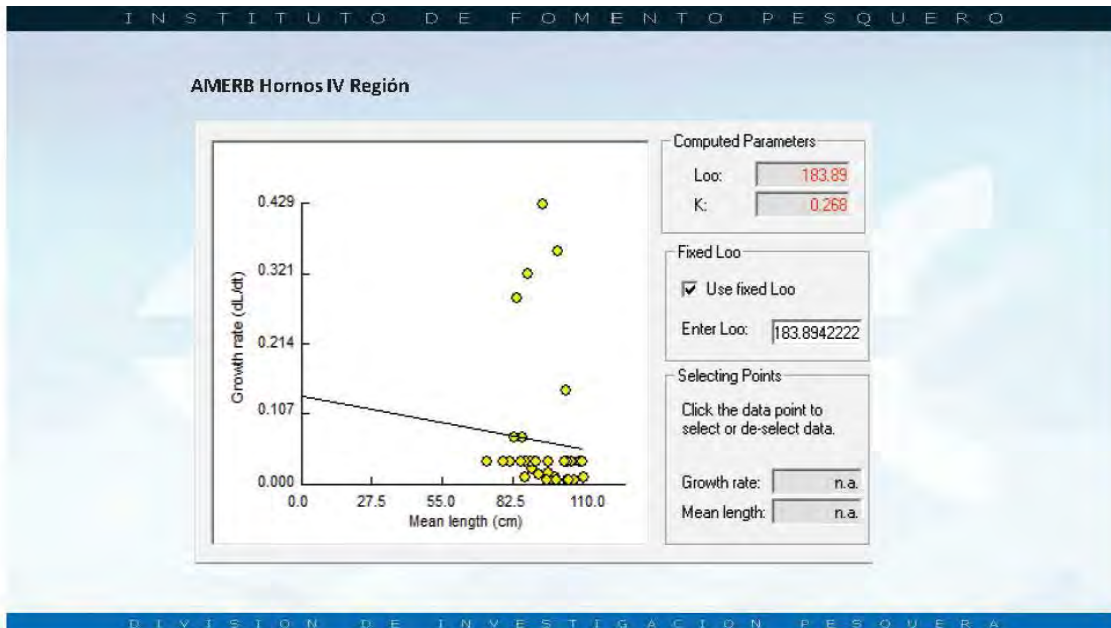 INSTITUTO DE FOMENTO PESQUERO
AMERB Hornos IV Región
0.429
0.321
0.214
0.107
0.000
Growth rate (dL/dt)
0.0 27.5 55.0 82.5 110.0
Mean length (cm)
Computed Parameters
Loo: 183.89
K: 0.268
Fixed Loo
Use fixed Loo
Enter Loo: 183.8942222
Selecting Points
Click the data point to
select or de-select data.
Growth rate: n.a.
Mean length: n.a.
DIVISION DE INVESTIGACION PESQUERA